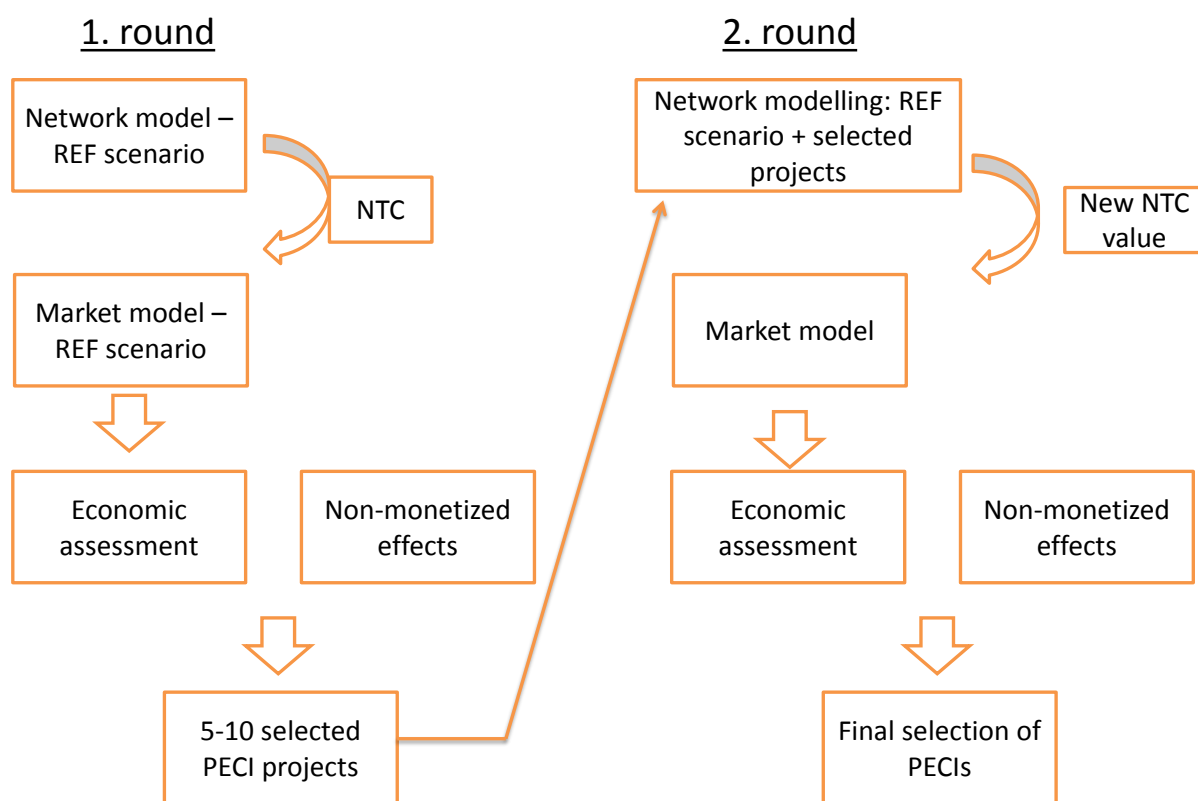 1. round
Network model –
REF scenario
NTC
Market model –
REF scenario
Economic
assessment
Non-monetized
effects
5-10 selected
PECI projects
2. round
Network modelling: REF
scenario + selected
projects
New NTC
value
Market model
Economic
assessment
Non-monetized
effects
Final selection of
PECIs